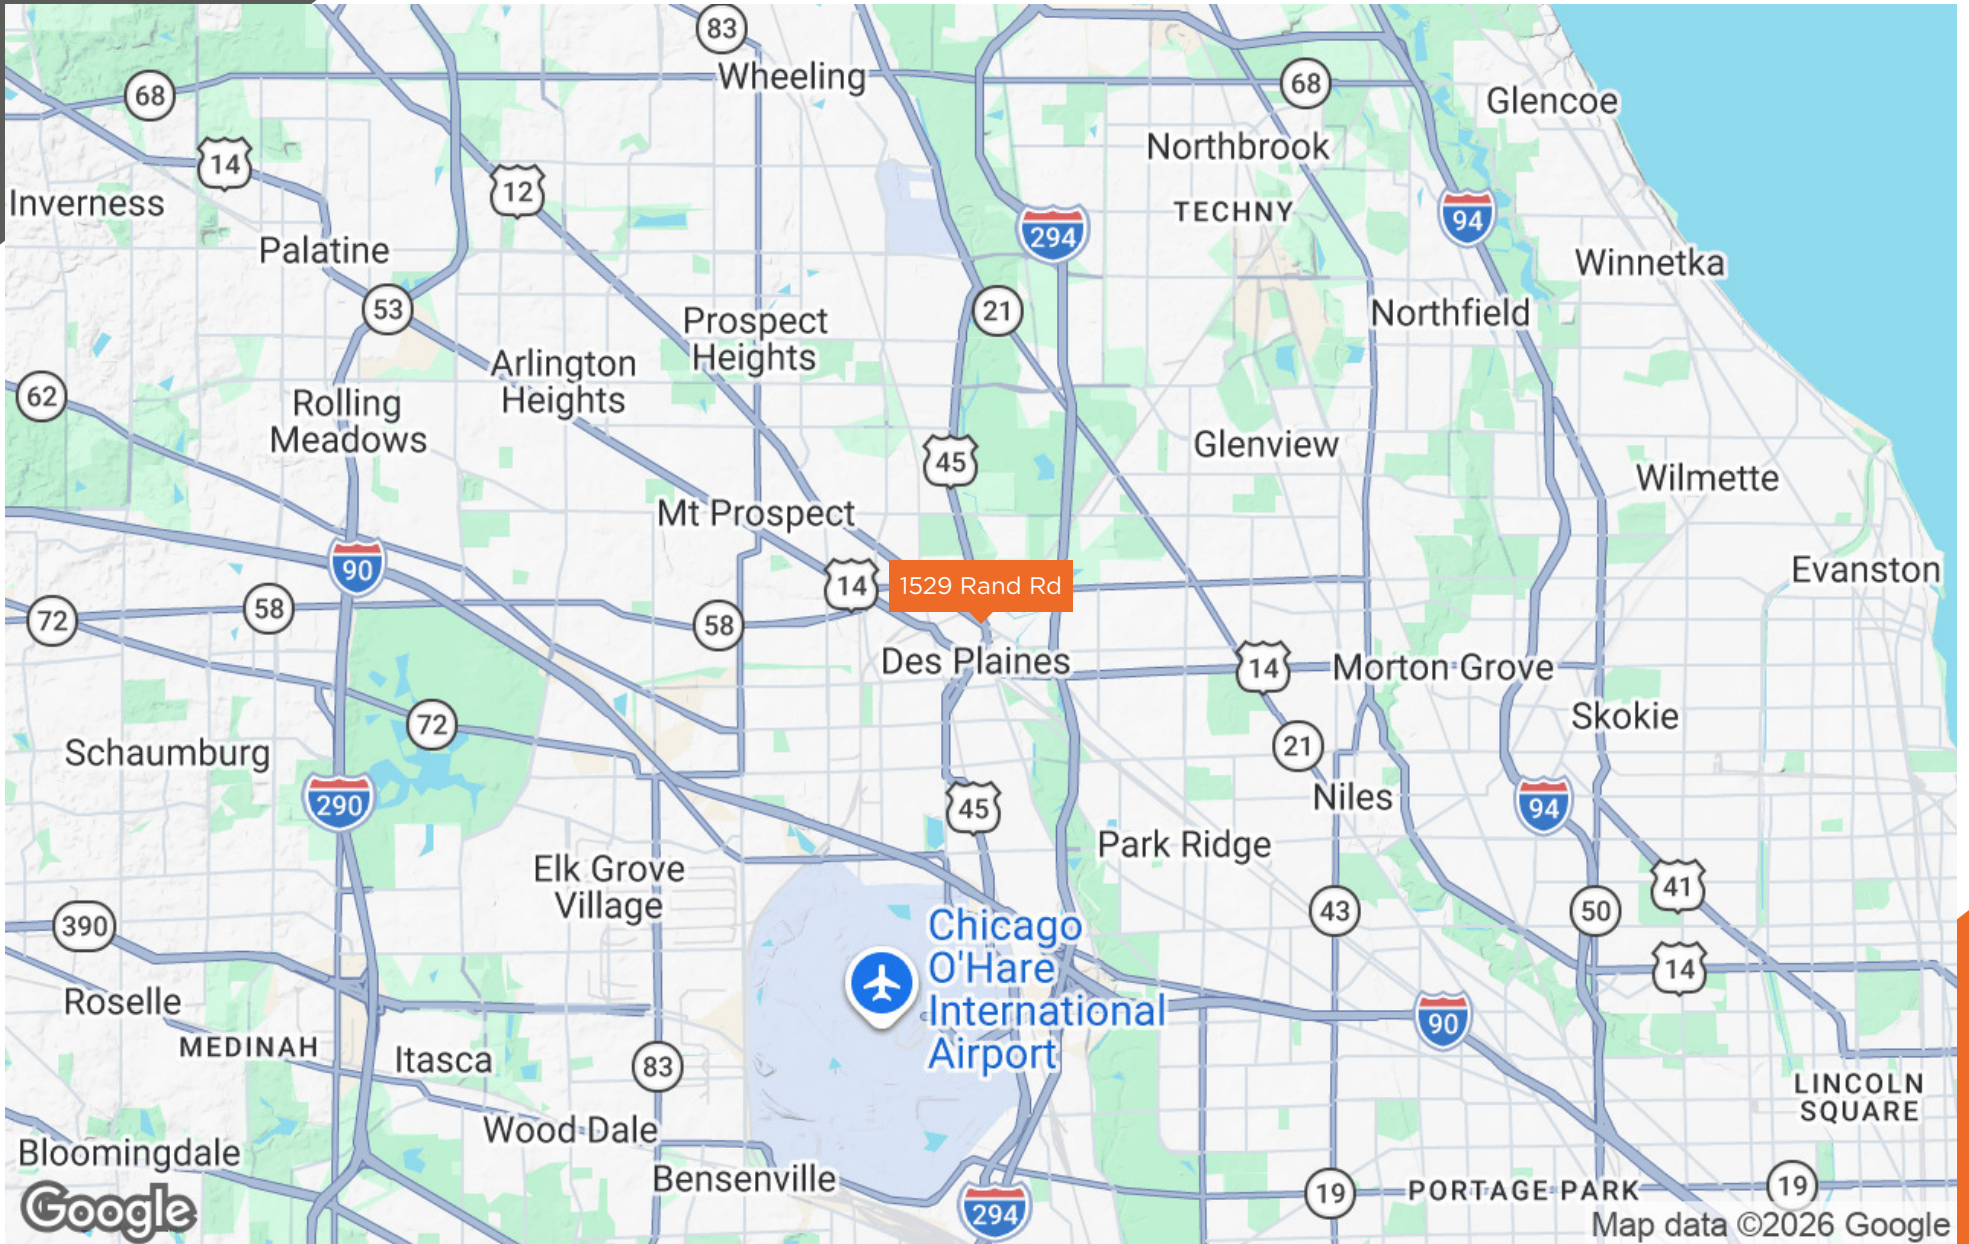 83
Wheeling
68
68
Glencoe
Northbrook
14
12
Inverness
TECHNY
94
294
Palatine
Winnetka
53
21
Northfield
Prospect
Heights
Arlington
Heights
62
Rolling
Meadows
Glenview
45
Wilmette
Mt Prospect
90
Evanston
14
1529 Rand Rd
58
72
58
Des Plaines
14
Morton Grove
Skokie
72
Schaumburg
21
290
Niles
94
45
Park Ridge
Elk Grove
Village
41
43
50
390
Chicago
O'Hare
International
Airport
14
Roselle
90
MEDINAH
Itasca
83
LINCOLN
SQUARE
Wood Dale
Bloomingdale
Bensenville
19
PORTAGE PARK
19
294
Google
Map data ©2026 Google